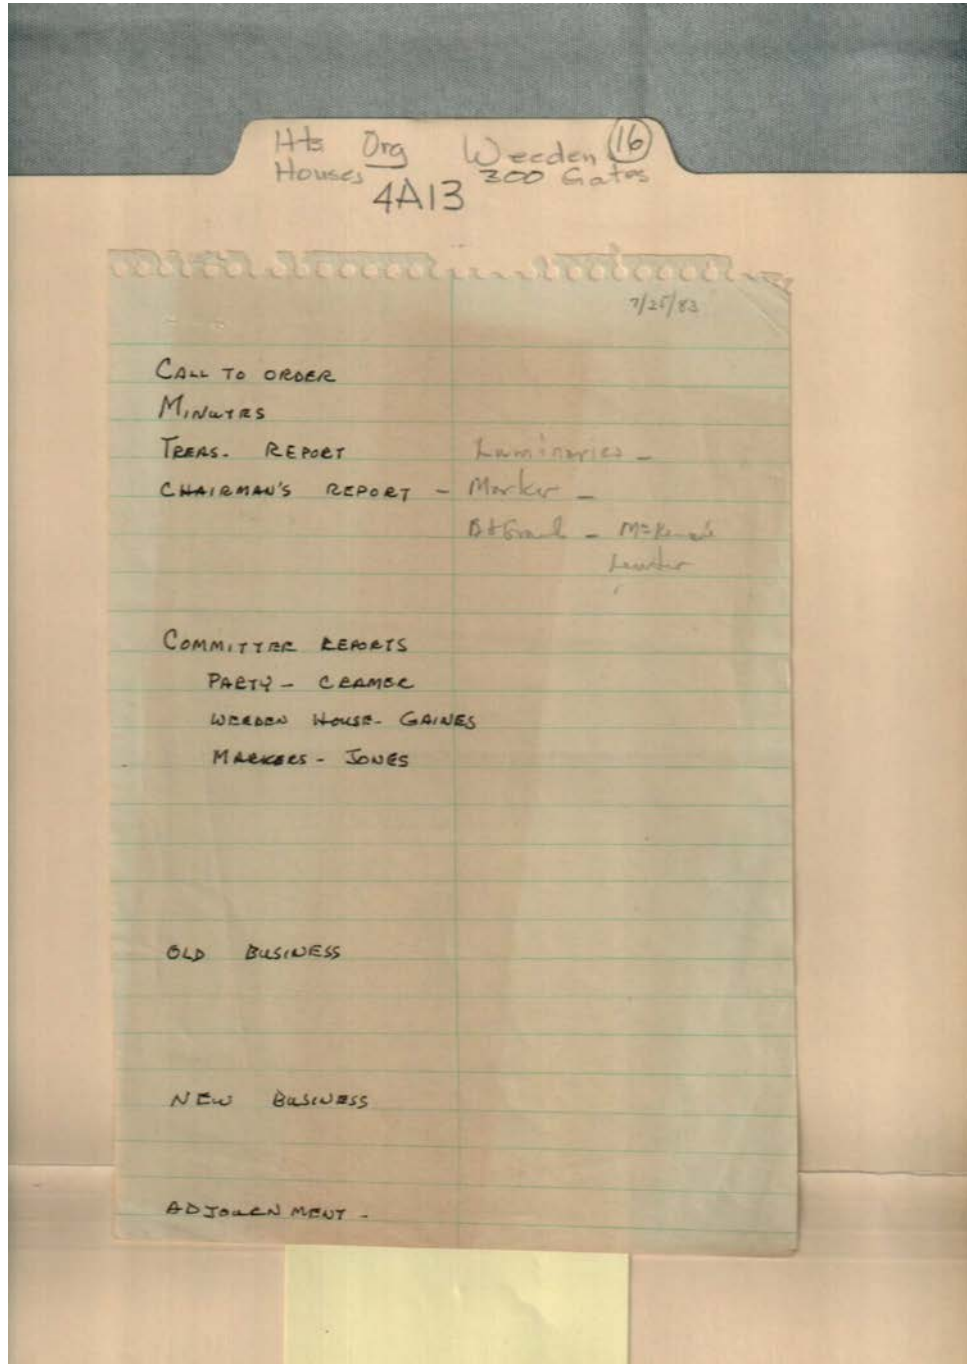 Hts Org Weeden 16
Houses 300 Gates
4A13
7/25/83
CALL TO ORDER
MINUTES
TREAS. REPORT Luminaries -
CHAIRMAN'S REPORT - Marker -
McKenzie
COMMITTEE REPORTS
PARTY - CRAMER
WEEDEN HOUSE - GAINES
MARKERS - JONES
OLD BUSINESS
NEW BUSINESS
ADJOURNMENT -